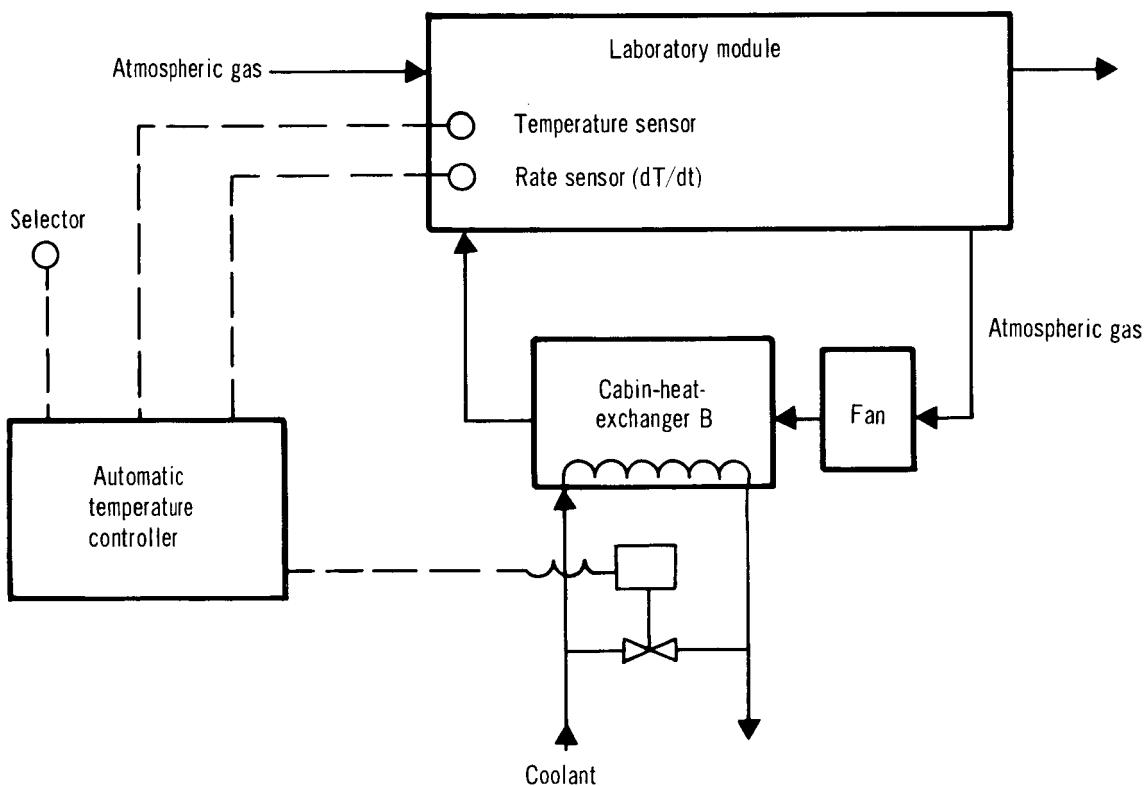 Laboratory module
Atmospheric gas
Temperature sensor
Rate sensor (dT/dt)
Selector
Atmospheric gas
Cabin-heat-
exchanger B
Fan
Automatic
temperature
controller
Coolant